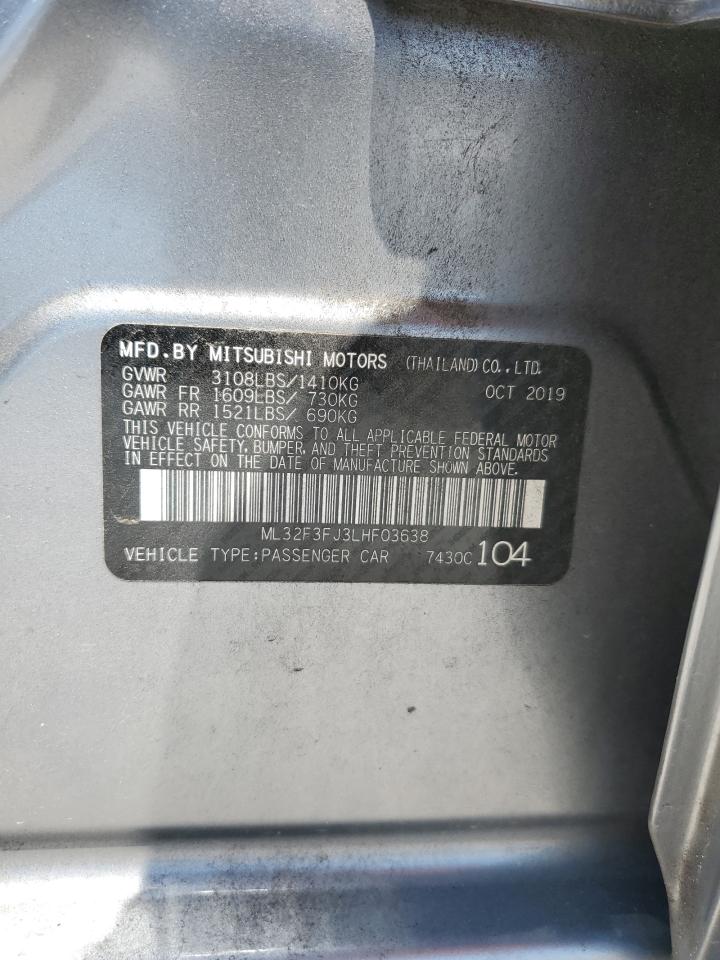 MFD.BY MITSUBISHI MOTORS (THAILAND) CO., LTD.
GVWR 3108LBS/1410KG OCT 2019
GAWR FR 1609LBS/ 730KG
GAWR RR 1521LBS/ 690KG
THIS VEHICLE CONFORMS TO ALL APPLICABLE FEDERAL MOTOR
VEHICLE SAFETY, BUMPER, AND THEFT PREVENTION STANDARDS
IN EFFECT ON THE DATE OF MANUFACTURE SHOWN ABOVE.
ML32F3FJ3LHF03638
VEHICLE TYPE:PASSENGER CAR 7430C 104